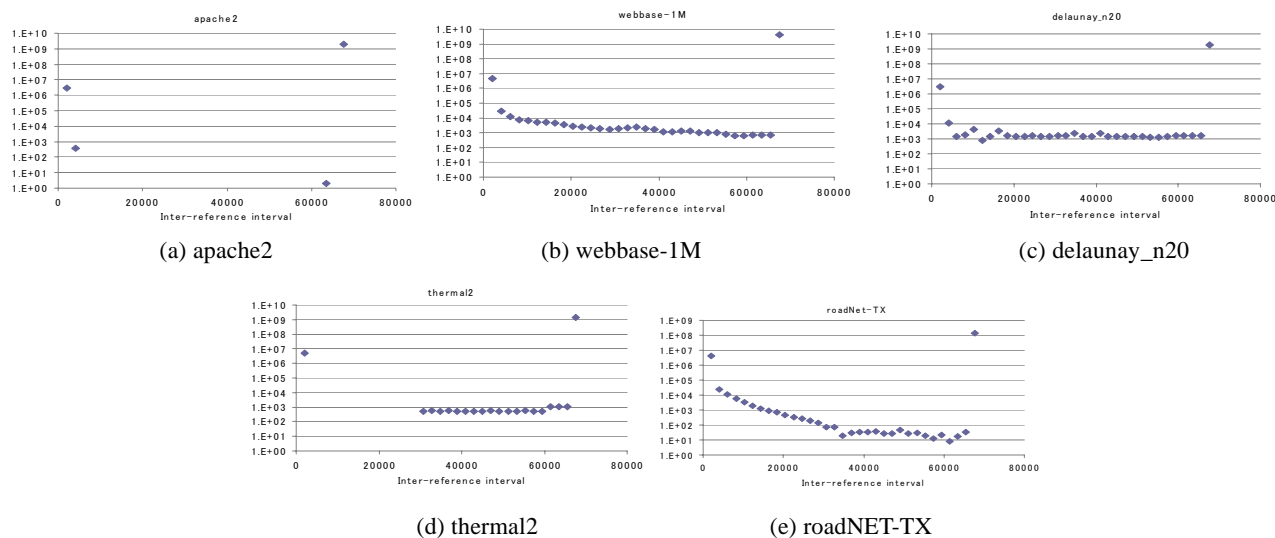 apache2
1.E+10
1.E+09
1.E+08
1.E+07
1.E+06
1.E+05
1.E+04
1.E+03
1.E+02
1.E+01
1.E+00
0 20000 40000 60000 80000
Inter-reference interval
(a) apache2
webbase-1M
1.E+10
1.E+09
1.E+08
1.E+07
1.E+06
1.E+05
1.E+04
1.E+03
1.E+02
1.E+01
1.E+00
0 20000 40000 60000 80000
Inter-reference interval
(b) webbase-1M
delaunay_n20
1.E+10
1.E+09
1.E+08
1.E+07
1.E+06
1.E+05
1.E+04
1.E+03
1.E+02
1.E+01
1.E+00
0 20000 40000 60000 80000
Inter-reference interval
(c) delaunay_n20
thermal2
1.E+10
1.E+09
1.E+08
1.E+07
1.E+06
1.E+05
1.E+04
1.E+03
1.E+02
1.E+01
1.E+00
0 20000 40000 60000 80000
Inter-reference interval
(d) thermal2
roadNet-TX
1.E+09
1.E+08
1.E+07
1.E+06
1.E+05
1.E+04
1.E+03
1.E+02
1.E+01
1.E+00
0 20000 40000 60000 80000
Inter-reference interval
(e) roadNET-TX